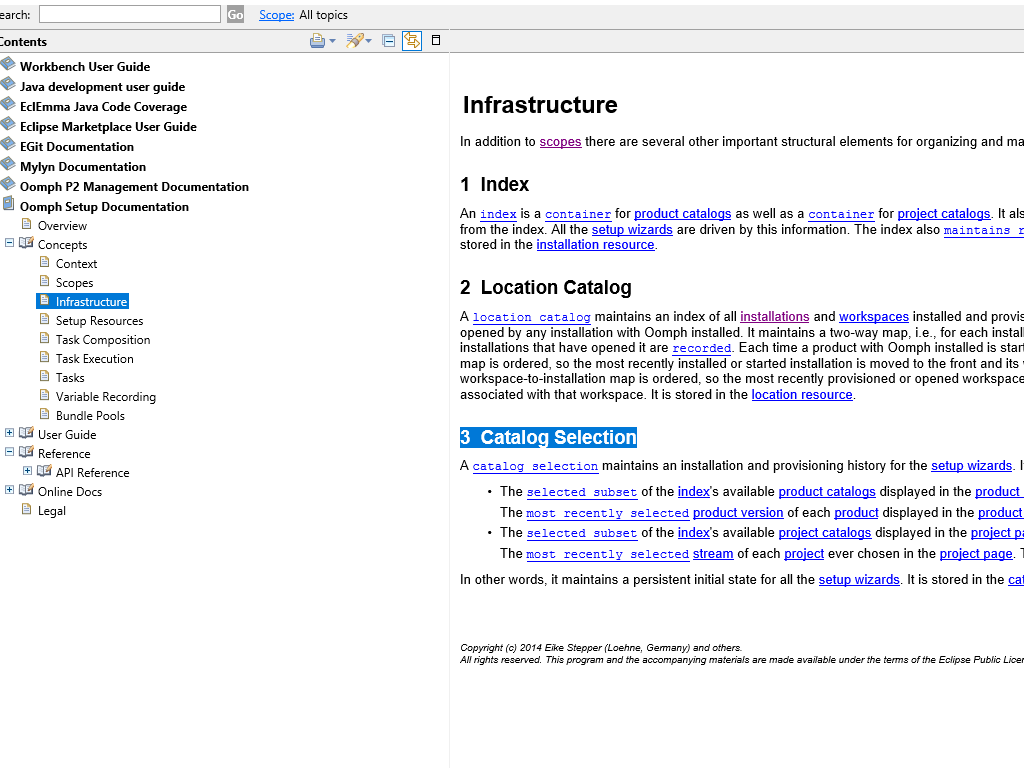 earch: Go Scope: All topics
Contents
Workbench User Guide
Java development user guide
EclEmma Java Code Coverage
Eclipse Marketplace User Guide
EGit Documentation
Mylyn Documentation
Oomph P2 Management Documentation
Oomph Setup Documentation
Overview
Concepts
Context
Scopes
Infrastructure
Setup Resources
Task Composition
Task Execution
Tasks
Variable Recording
Bundle Pools
User Guide
Reference
API Reference
Online Docs
Legal
Infrastructure
In addition to scopes there are several other important structural elements for organizing and ma
1 Index
An index is a container for product catalogs as well as a container for project catalogs. It als
from the index. All the setup wizards are driven by this information. The index also maintains r
stored in the installation resource.
2 Location Catalog
A location catalog maintains an index of all installations and workspaces installed and provis
opened by any installation with Oomph installed. It maintains a two-way map, i.e., for each install
installations that have opened it are recorded. Each time a product with Oomph installed is start
map is ordered, so the most recently installed or started installation is moved to the front and its
workspace-to-installation map is ordered, so the most recently provisioned or opened workspace
associated with that workspace. It is stored in the location resource.
3 Catalog Selection
A catalog selection maintains an installation and provisioning history for the setup wizards. I
• The selected subset of the index's available product catalogs displayed in the product
The most recently selected product version of each product displayed in the product
• The selected subset of the index's available project catalogs displayed in the project pa
The most recently selected stream of each project ever chosen in the project page. T
In other words, it maintains a persistent initial state for all the setup wizards. It is stored in the cat
Copyright (c) 2014 Eike Stepper (Loehne, Germany) and others.
All rights reserved. This program and the accompanying materials are made available under the terms of the Eclipse Public Licen